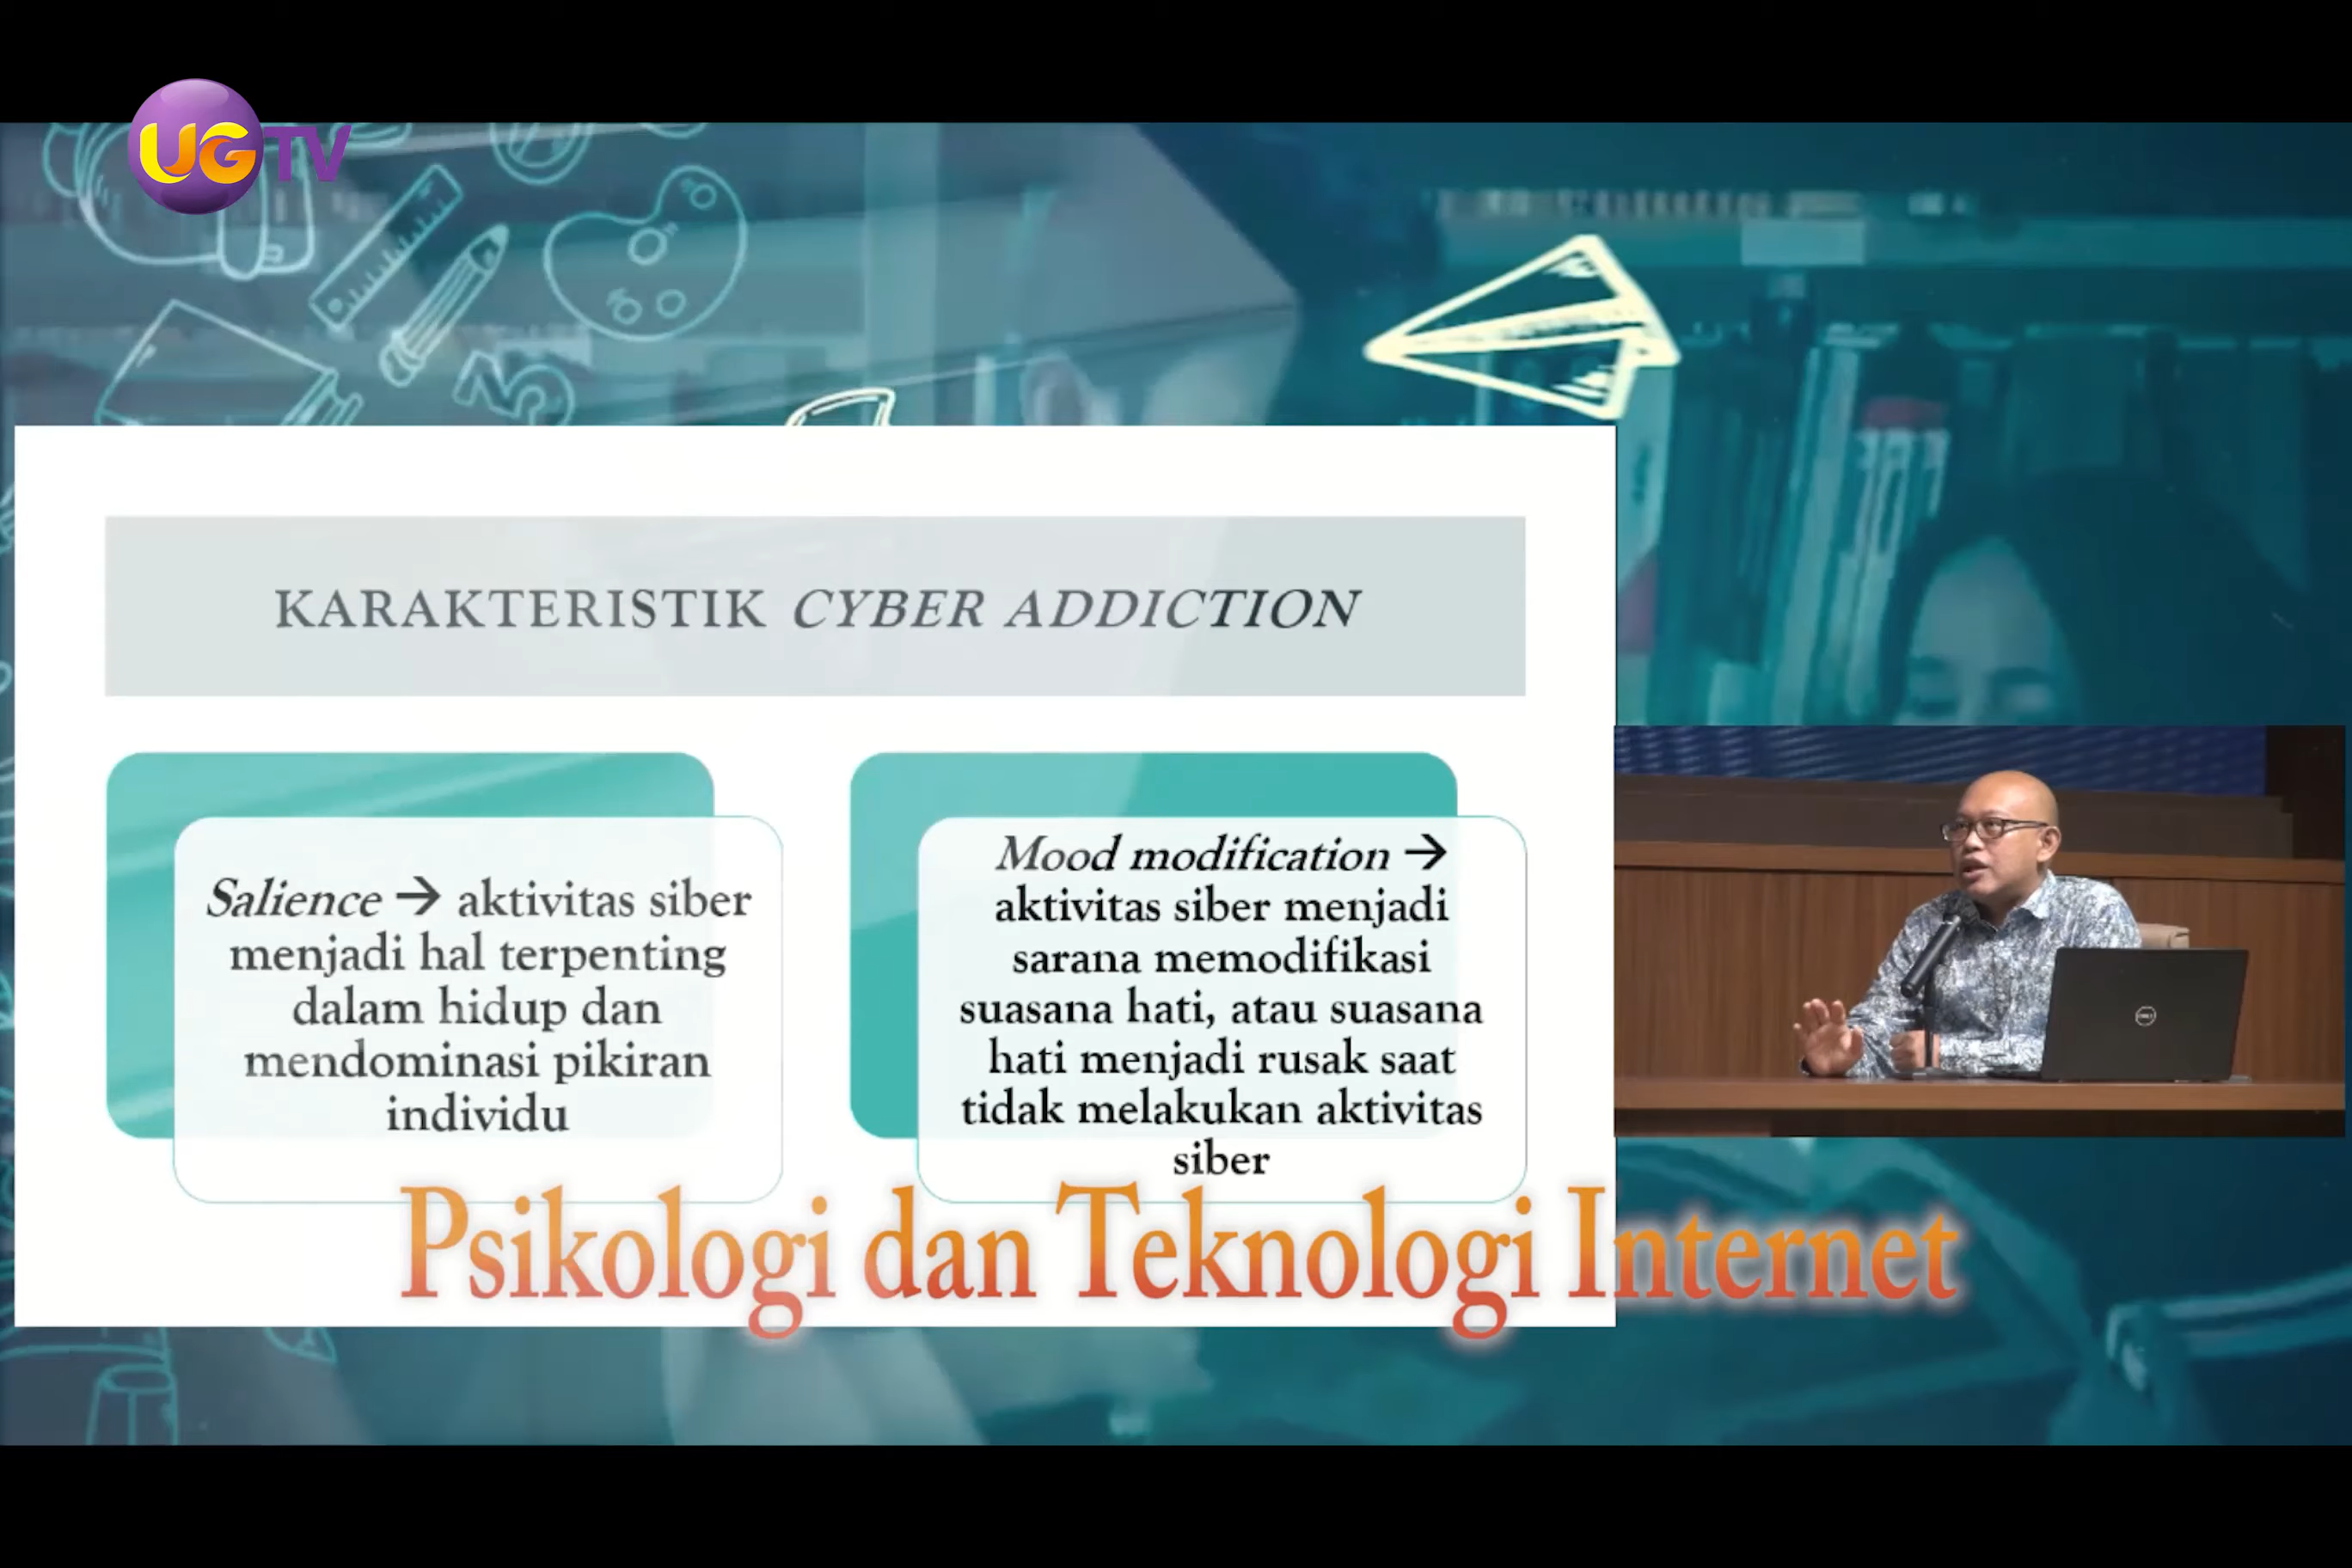 UGTV
KARAKTERISTIK CYBER ADDICTION
Salience → aktivitas siber
menjadi hal terpenting
dalam hidup dan
mendominasi pikiran
individu
Mood modification →
aktivitas siber menjadi
sarana memodifikasi
suasana hati, atau suasana
hati menjadi rusak saat
tidak melakukan aktivitas
siber
DELL
Psikologi dan Teknologi Internet